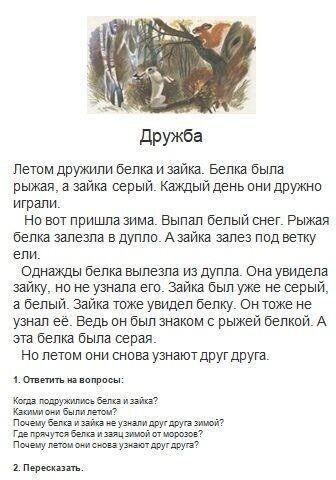 Дружба
Летом дружили белка и зайка. Белка была
рыжая, а зайка серый. Каждый день они дружно
играли.
Но вот пришла зима. Выпал белый снег. Рыжая
белка залезла в дупло. А зайка залез под ветку
ели.
Однажды белка вылезла из дупла. Она увидела
зайку, но не узнала его. Зайка был уже не серый,
а белый. Зайка тоже увидел белку. Он тоже не
узнал её. Ведь он был знаком с рыжей белкой. А
эта белка была серая.
Но летом они снова узнают друг друга.
1. Ответить на вопросы:
Когда подружились белка и зайка?
Какими они были летом?
Почему белка и зайка не узнали друг друга зимой?
Где прячутся белка и заяц зимой от морозов?
Почему летом они снова узнают друг друга?
2. Пересказать.